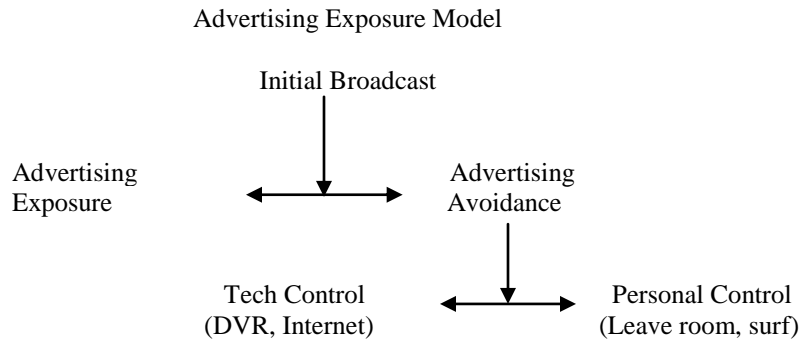 Advertising Exposure Model
Initial Broadcast
Advertising
Exposure
Advertising
Avoidance
Tech Control
(DVR, Internet)
Personal Control
(Leave room, surf)